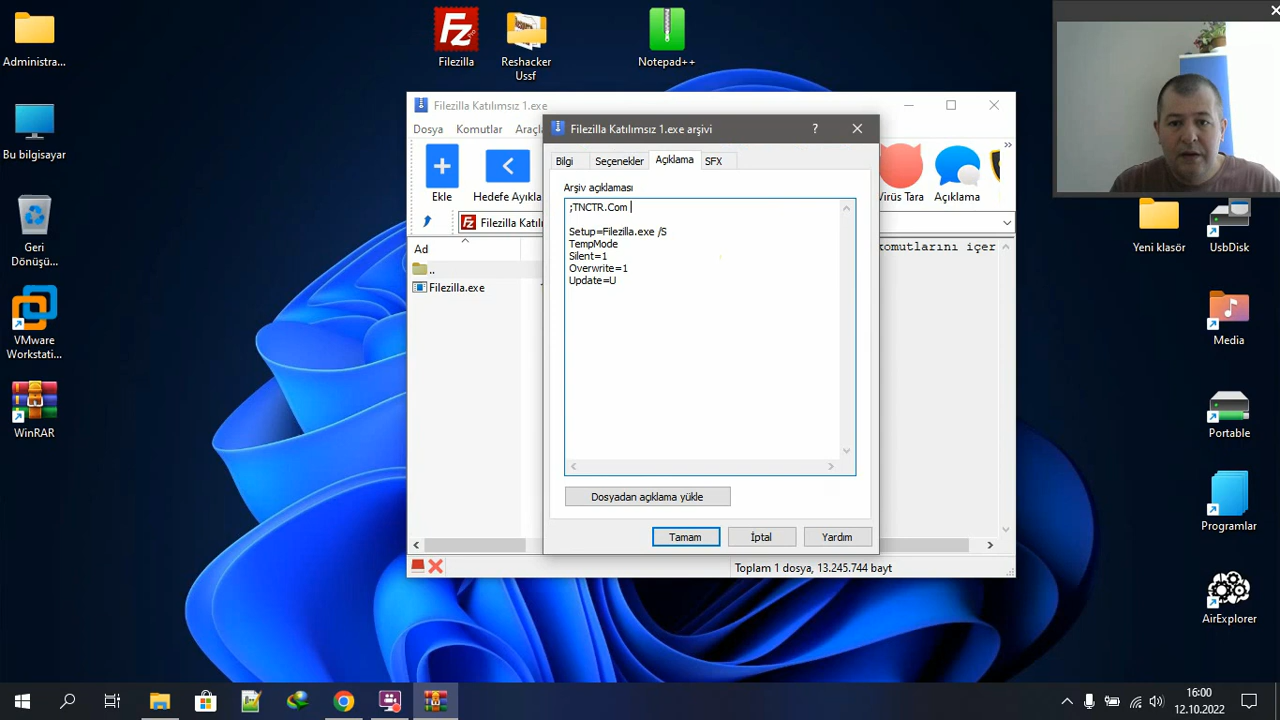 Administra...
Filezilla
Reshacker
Ussf
Notepad++
Bu bilgisayar
Geri
Dönüşü...
VMware
Workstati...
WinRAR
Filezilla Katılımsız 1.exe
Dosya Komutlar Araçla
Ekle
Hedefe Ayıkla
Virüs Tara
Açıklama
Filezilla Katılı
Ad
komutlarını içer
..
Filezilla.exe
Toplam 1 dosya, 13.245.744 bayt
Filezilla Katılımsız 1.exe arşivi
Bilgi Seçenekler Açıklama SFX
Arşiv açıklaması
;TNCTR.Com
Setup=Filezilla.exe /S
TempMode
Silent=1
Overwrite=1
Update=U
Dosyadan açıklama yükle
Tamam İptal Yardım
Yeni klasör
UsbDisk
Media
Portable
Programlar
AirExplorer
16:00
12.10.2022